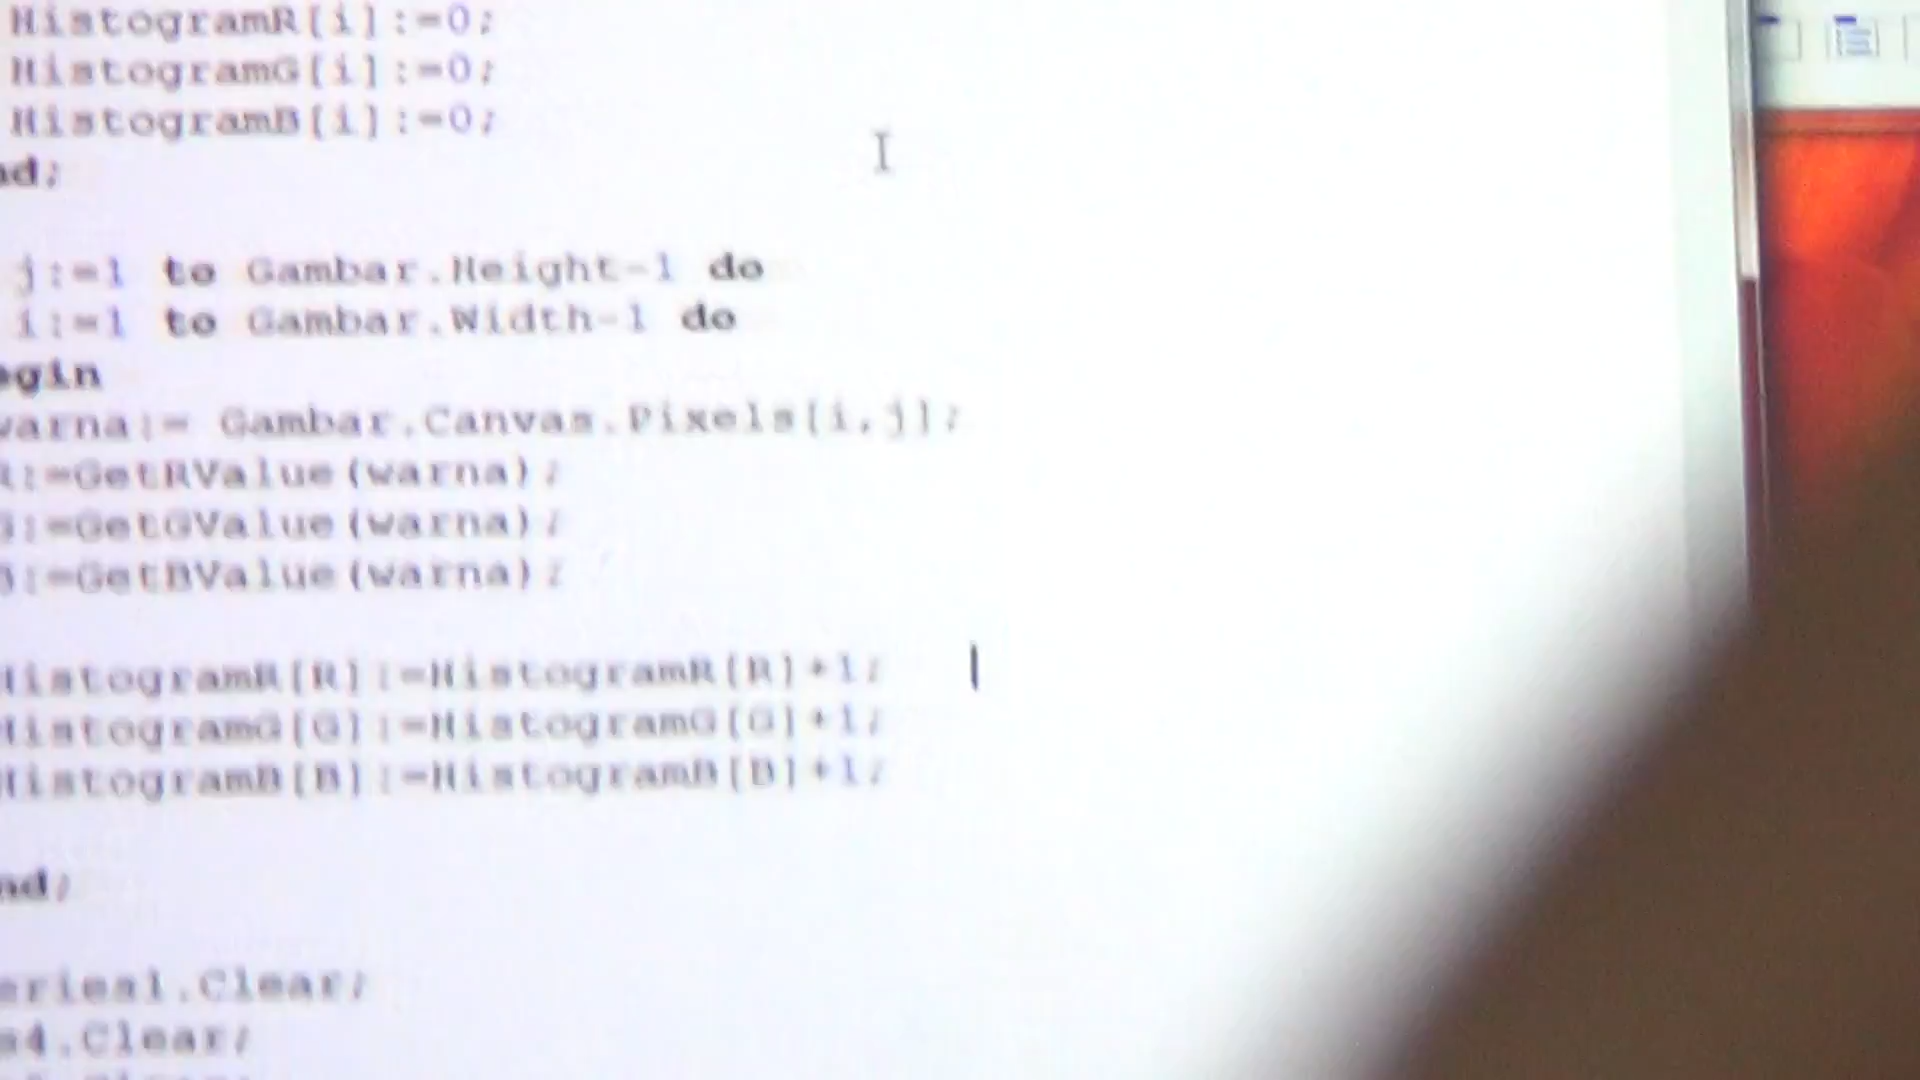 HistogramR[i]:=0;
HistogramG[i]:=0;
HistogramB[i]:=0;
nd;
j:=1 to Gambar.Height-1 do
i:=1 to Gambar.Width-1 do
egin
warna:= Gambar.Canvas.Pixels[i,j];
R:=GetRValue(warna);
G:=GetGValue(warna);
B:=GetBValue(warna);
HistogramR[R]:=HistogramR[R]+1;
HistogramG[G]:=HistogramG[G]+1;
HistogramB[B]:=HistogramB[B]+1;
nd;
eries1.Clear;
s4.Clear;